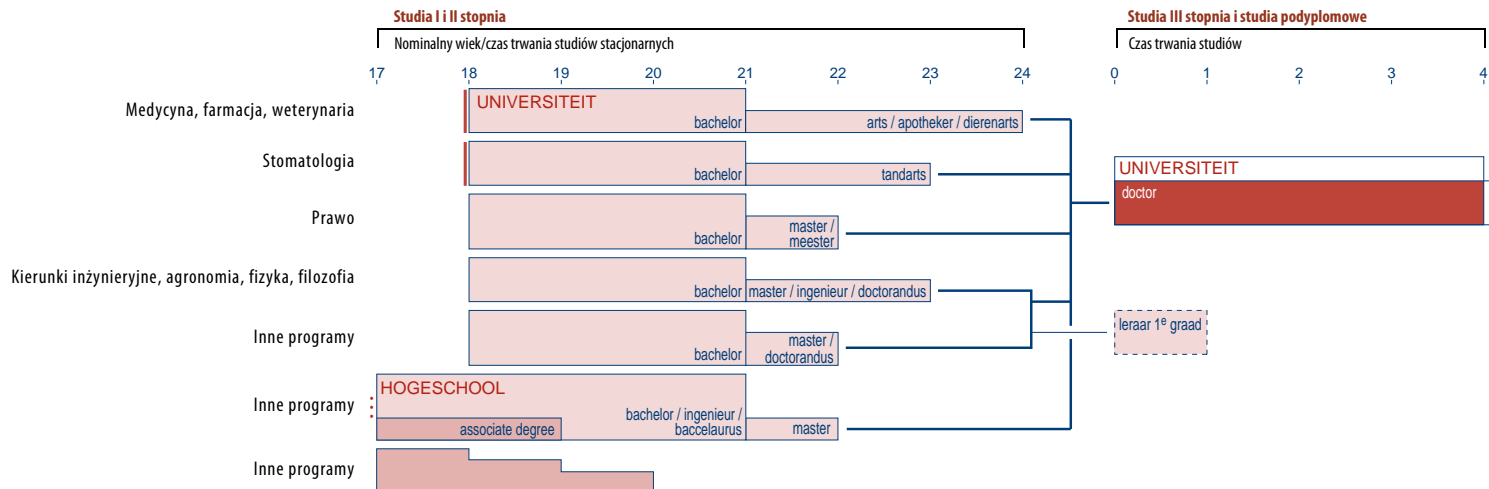 Studia I i II stopnia
Nominalny wiek/czas trwania studiów stacjonarnych
17 18 19 20 21 22 23 24
Studia III stopnia i studia podyplomowe
Czas trwania studiów
0 1 2 3 4
Medycyna, farmacja, weterynaria
UNIVERSITEIT
bachelor
arts / apotheker / dierenarts
Stomatologia
bachelor
tandarts
UNIVERSITEIT
doctor
Prawo
bachelor
master /
meester
Kierunki inżynieryjne, agronomia, fizyka, filozofia
bachelor
master / ingenieur / doctorandus
Inne programy
bachelor
master /
doctorandus
leraar 1e graad
Inne programy
HOGESCHOOL
associate degree
bachelor / ingenieur /
baccelaurus
master
Inne programy